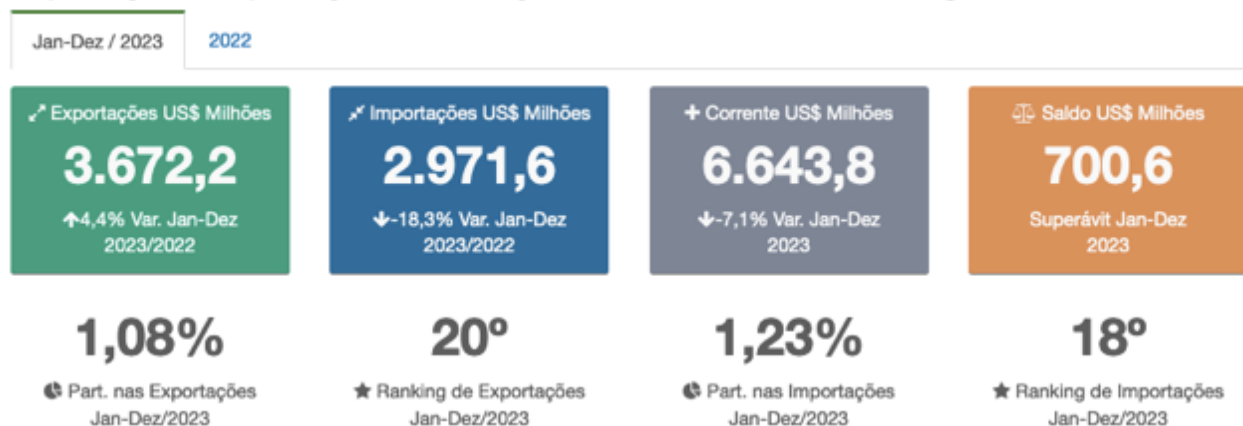 Jan-Dez / 2023
2022
Exportações US$ Milhões
3.672,2
4,4% Var. Jan-Dez
2023/2022
Importações US$ Milhões
2.971,6
-18,3% Var. Jan-Dez
2023/2022
Corrente US$ Milhões
6.643,8
-7,1% Var. Jan-Dez
2023
Saldo US$ Milhões
700,6
Superávit Jan-Dez
2023
1,08%
Part. nas Exportações
Jan-Dez/2023
20º
Ranking de Exportações
Jan-Dez/2023
1,23%
Part. nas Importações
Jan-Dez/2023
18º
Ranking de Importações
Jan-Dez/2023